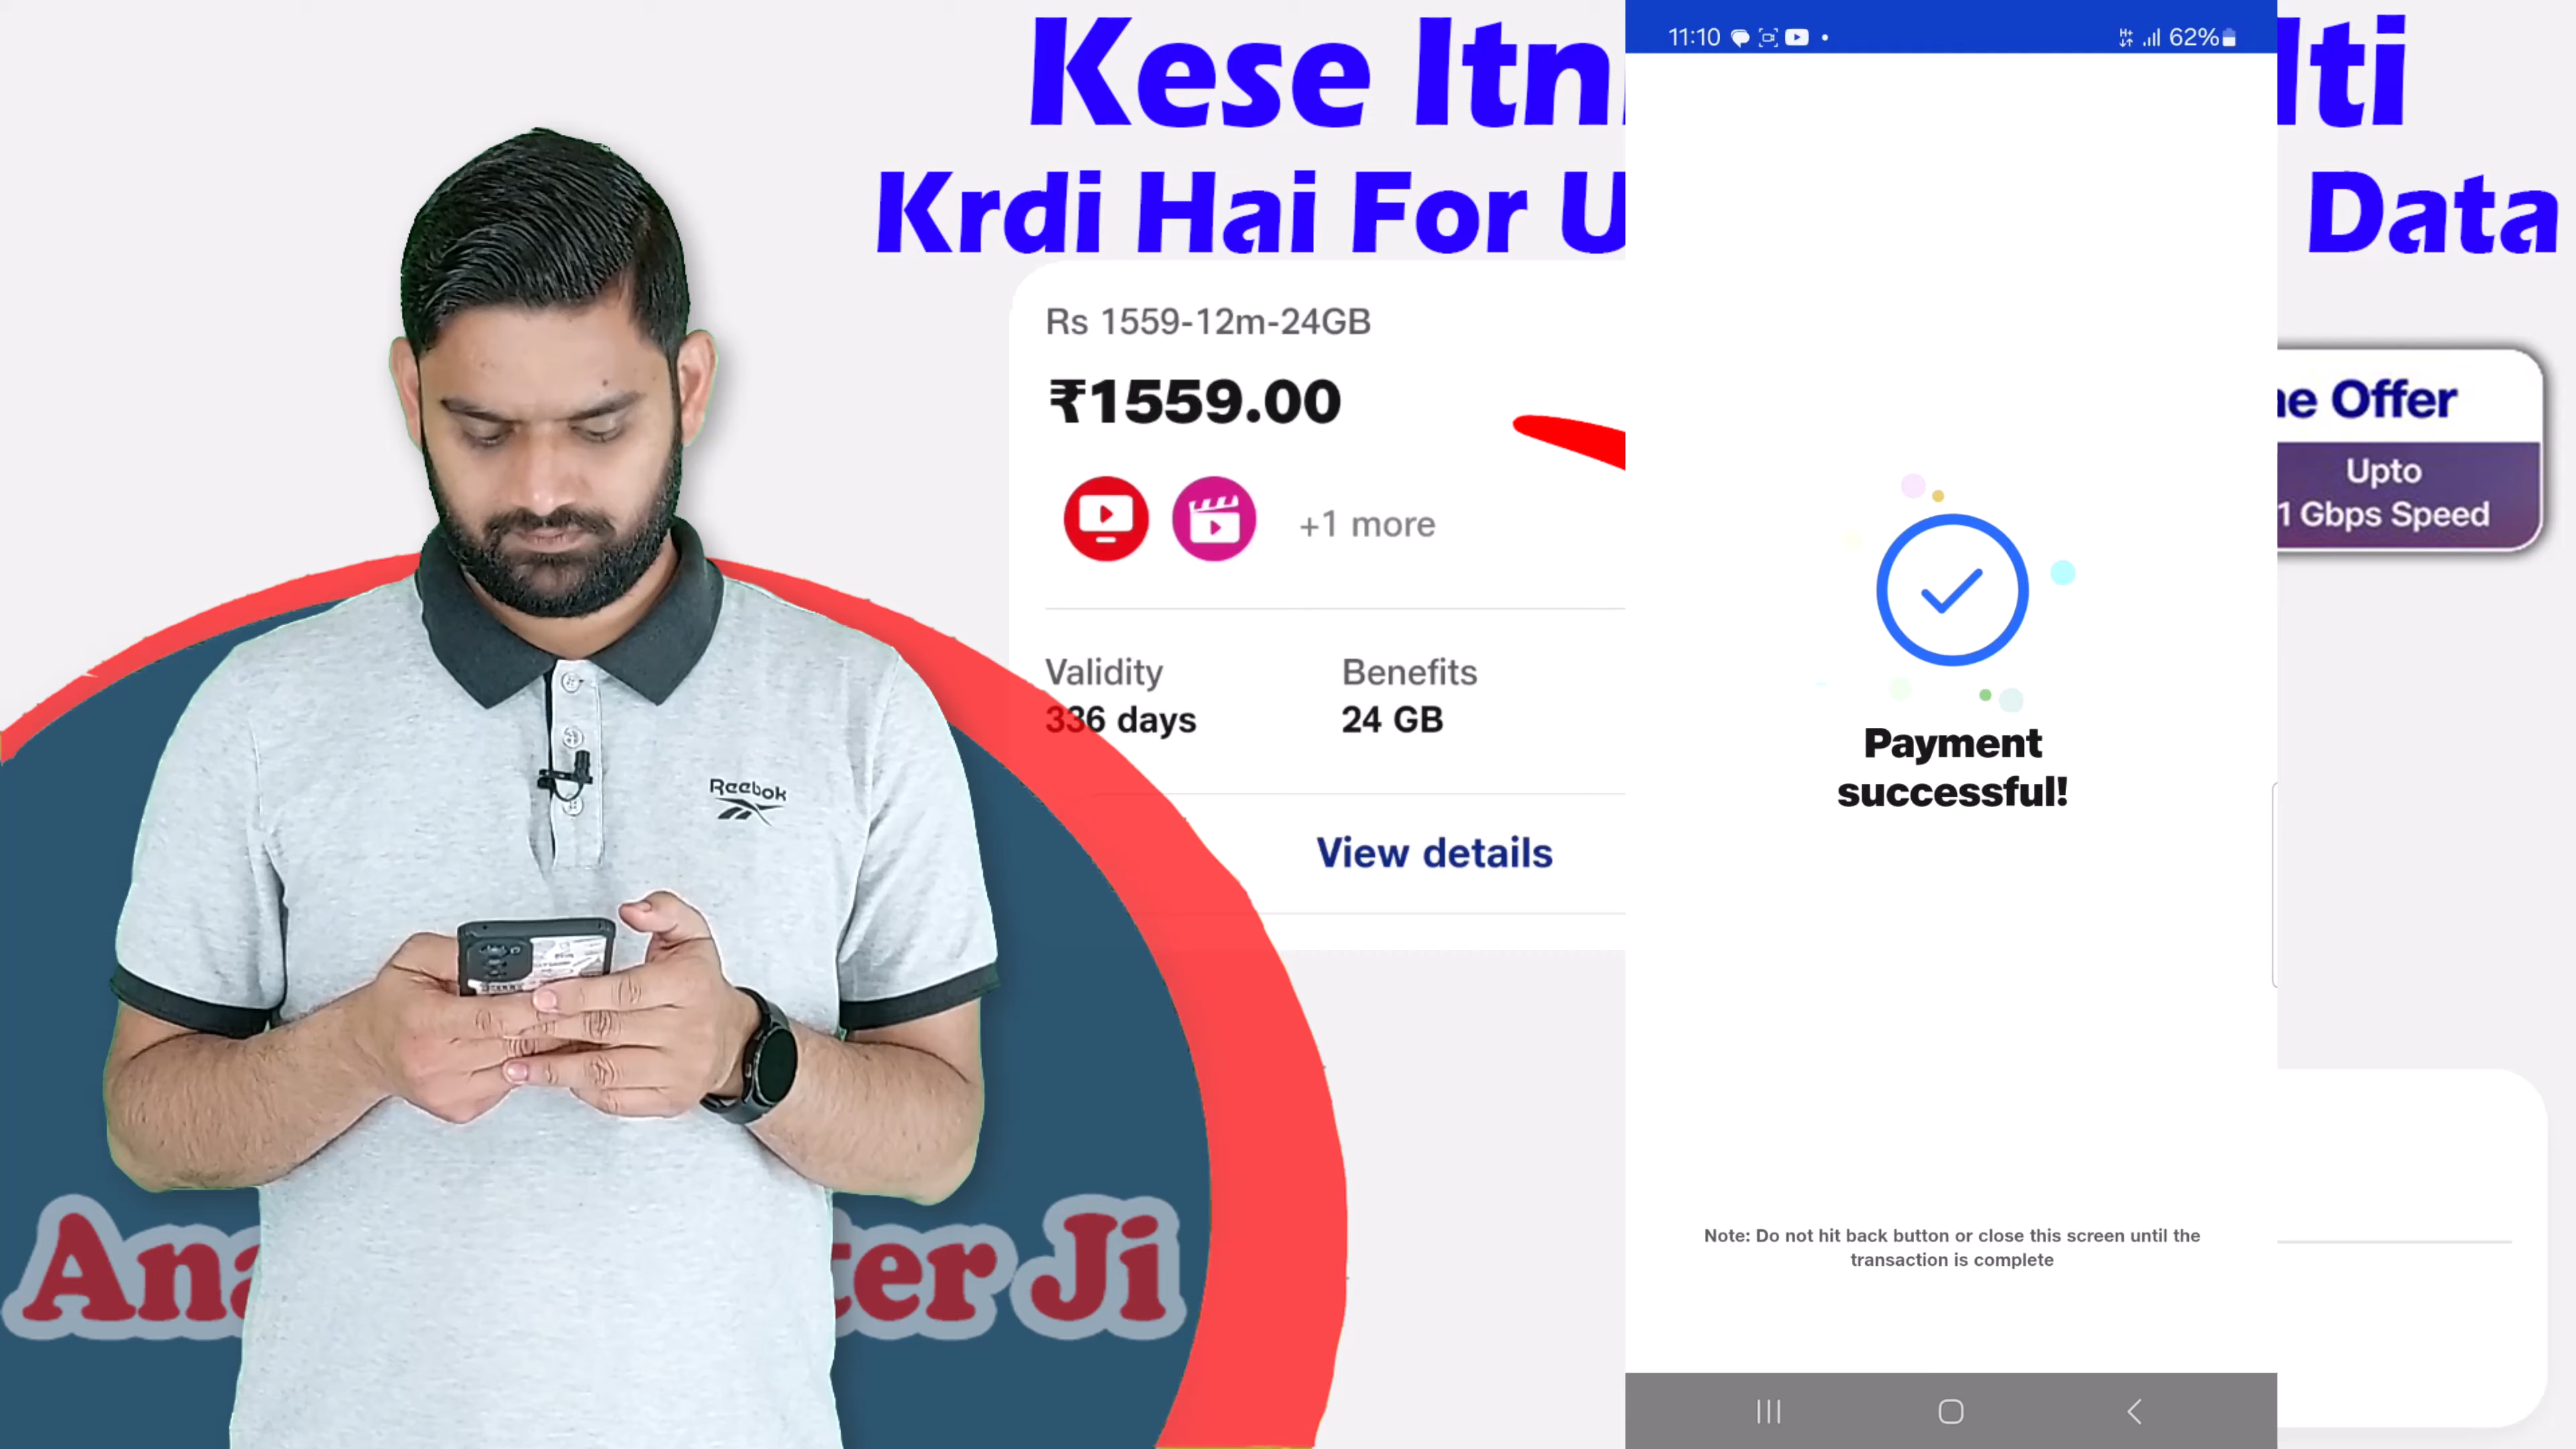 Kese Itn
lti
Krdi Hai For U
Data
Rs 1559-12m-24GB
₹1559.00
+1 more
Validity
336 days
Benefits
24 GB
View details
11:10
62%
Payment
successful!
Note: Do not hit back button or close this screen until the
transaction is complete
ne Offer
Upto
1 Gbps Speed
Reebok
Ana
ter Ji